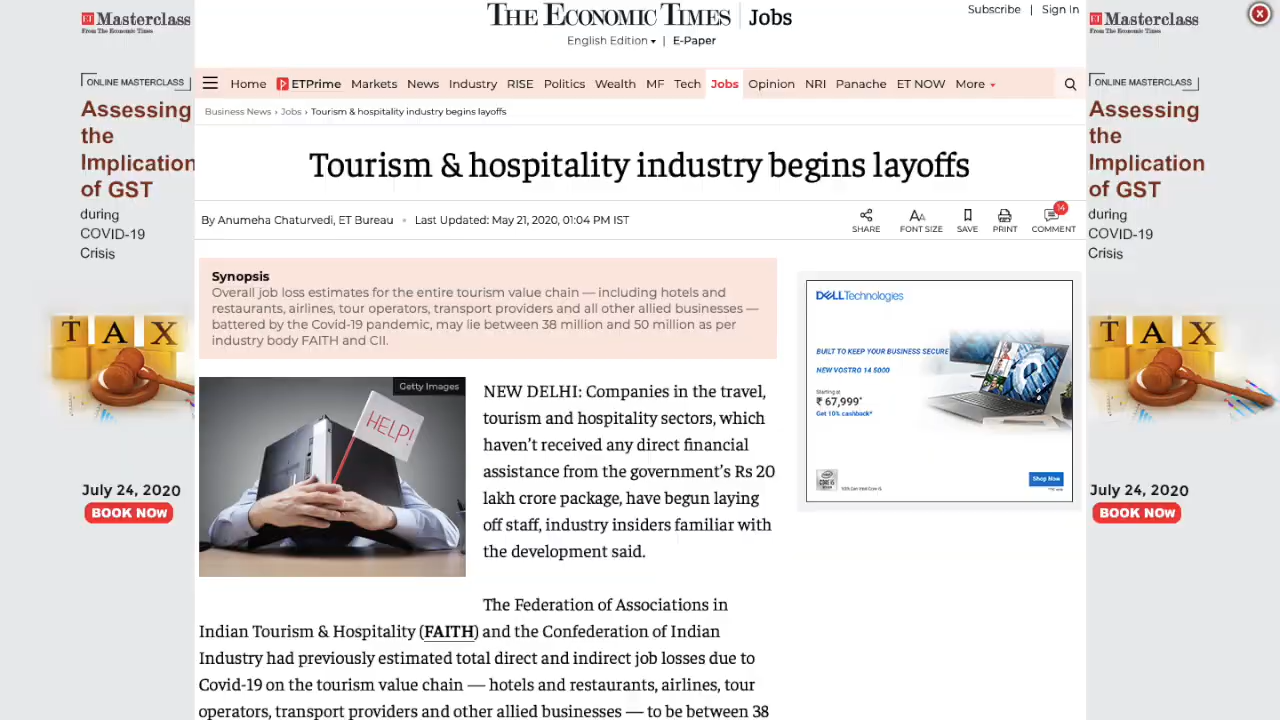 ET Masterclass
From The Economic Times
ONLINE MASTERCLASS
Assessing
the
Implication
of GST
during
COVID-19
Crisis
TAX
July 24, 2020
BOOK NOW
THE ECONOMIC TIMES | Jobs
Subscribe | Sign In
English Edition | E-Paper
Home ETPrime Markets News Industry RISE Politics Wealth MF Tech Jobs Opinion NRI Panache ET NOW More
Business News › Jobs › Tourism & hospitality industry begins layoffs
Tourism & hospitality industry begins layoffs
By Anumeha Chaturvedi, ET Bureau • Last Updated: May 21, 2020, 01:04 PM IST
14
SHARE FONT SIZE SAVE PRINT COMMENT
Synopsis
Overall job loss estimates for the entire tourism value chain — including hotels and
restaurants, airlines, tour operators, transport providers and all other allied businesses —
battered by the Covid-19 pandemic, may lie between 38 million and 50 million as per
industry body FAITH and CII.
Getty Images
HELP!
NEW DELHI: Companies in the travel,
tourism and hospitality sectors, which
haven't received any direct financial
assistance from the government's Rs 20
lakh crore package, have begun laying
off staff, industry insiders familiar with
the development said.
The Federation of Associations in
Indian Tourism & Hospitality (FAITH) and the Confederation of Indian
Industry had previously estimated total direct and indirect job losses due to
Covid-19 on the tourism value chain — hotels and restaurants, airlines, tour
operators, transport providers and other allied businesses — to be between 38
DELL Technologies
BUILT TO KEEP YOUR BUSINESS SECURE
NEW VOSTRO 14 5000
Starting at
₹ 67,999*
Get 10% cashback*
Shop Now
ET Masterclass
From The Economic Times
ONLINE MASTERCLASS
Assessing
the
Implication
of GST
during
COVID-19
Crisis
TAX
July 24, 2020
BOOK NOW